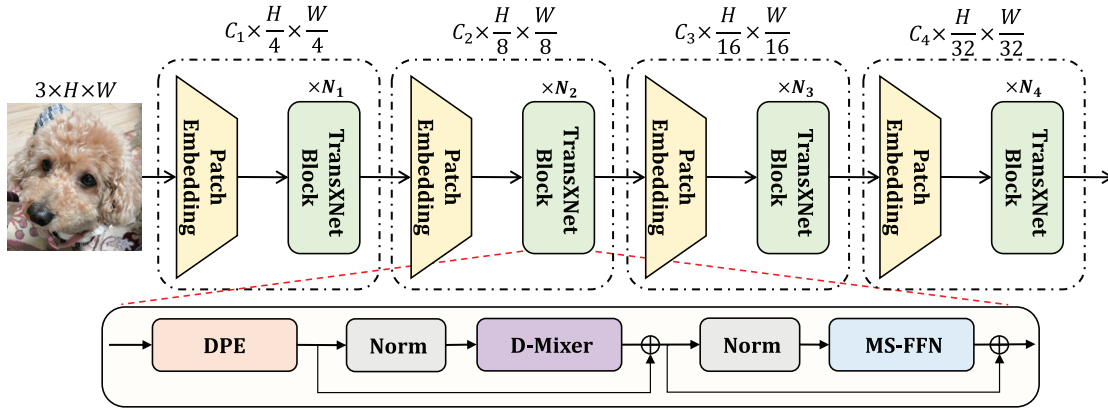 C₁×H/4×W/4
C₂×H/8×W/8
C₃×H/16×W/16
C₄×H/32×W/32
3×H×W
×N₁
×N₂
×N₃
×N₄
Patch
Embedding
TransXNet
Block
Patch
Embedding
TransXNet
Block
Patch
Embedding
TransXNet
Block
Patch
Embedding
TransXNet
Block
DPE
Norm
D-Mixer
Norm
MS-FFN